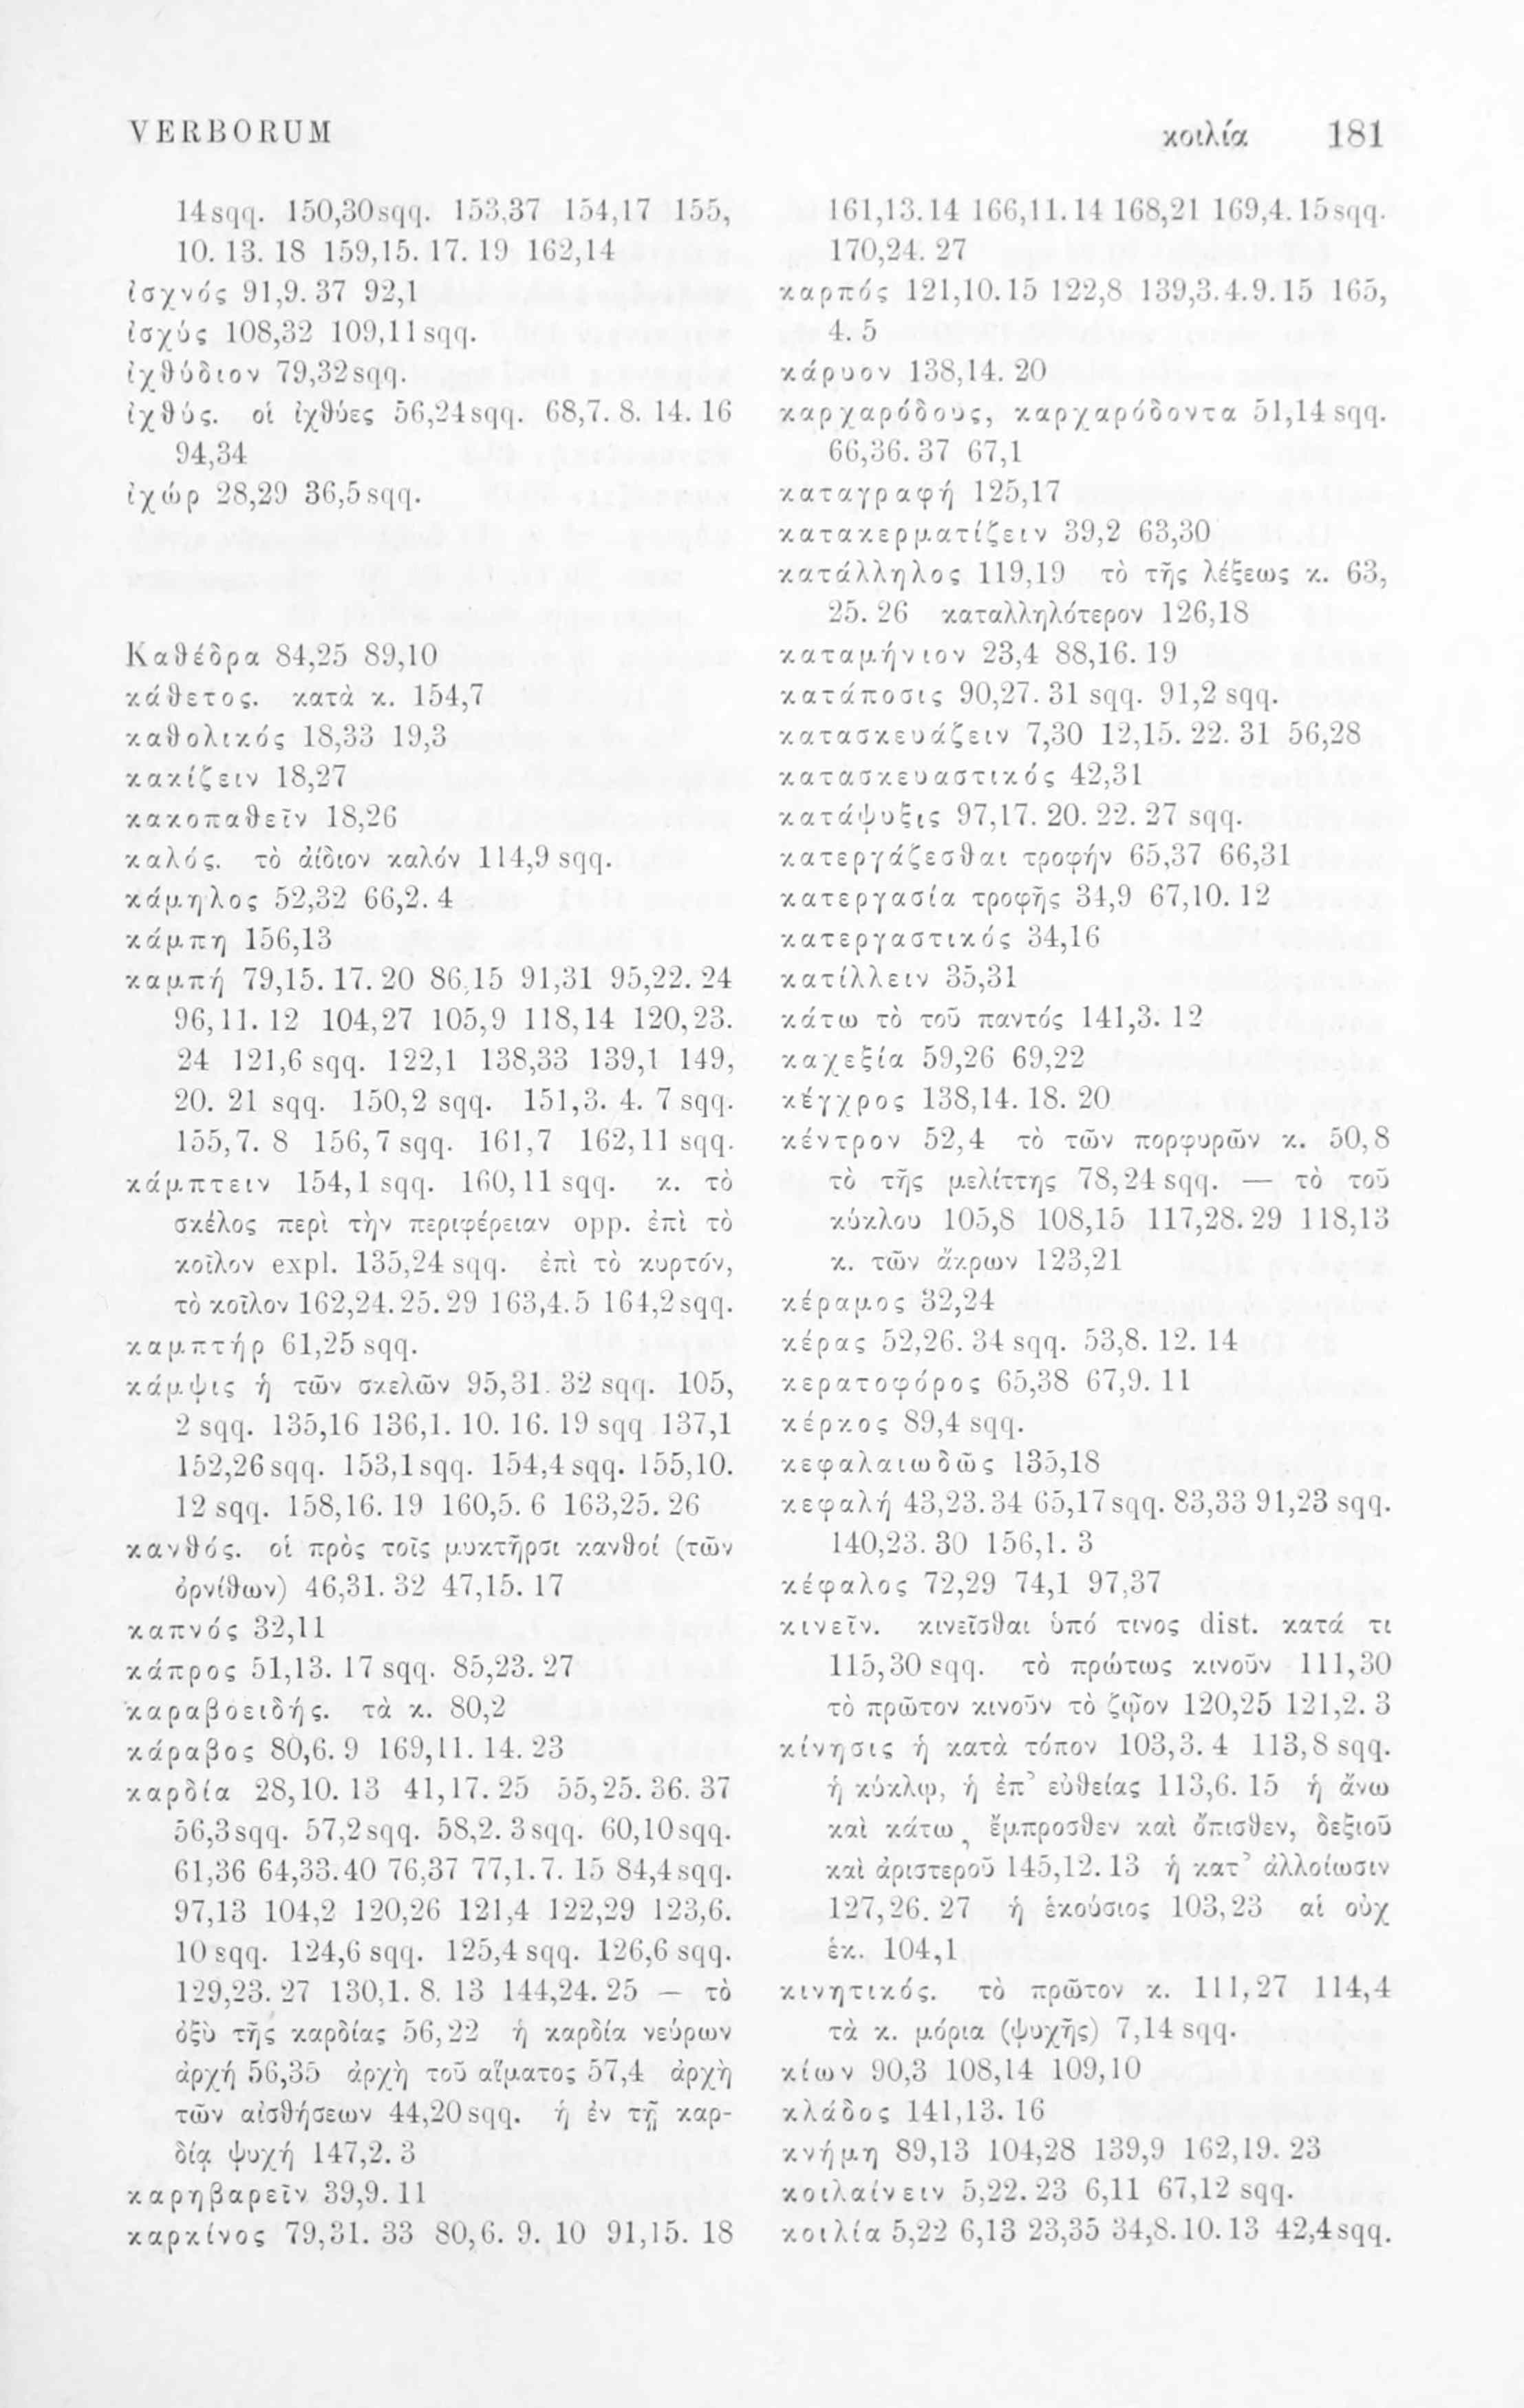 VERBORUM κοιλία 181
14 sqq. 150,30 sqq. 153,37 154,17 155,
10. 13. 18 159,15. 17. 19 162,14
ἰσχνός 91,9. 37 92,1
ἰσχύς 108,32 109,11 sqq.
ἰχθύδιον 79,32 sqq.
ἰχθύς. οἱ ἰχθύες 56,24 sqq. 68,7. 8. 14. 16
94,34
ἰχώρ 28,29 36,5 sqq.
Καθέδρα 84,25 89,10
κάθετος. κατὰ κ. 154,7
καθολικός 18,33 19,3
κακίζειν 18,27
κακοπαθεῖν 18,26
καλός. τὸ ἀίδιον καλόν 114,9 sqq.
κάμηλος 52,32 66,2. 4
κάμπη 156,13
καμπή 79,15. 17. 20 86,15 91,31 95,22. 24
96,11. 12 104,27 105,9 118,14 120,23.
24 121,6 sqq. 122,1 138,33 139,1 149,
20. 21 sqq. 150,2 sqq. 151,3. 4. 7 sqq.
155,7. 8 156,7 sqq. 161,7 162,11 sqq.
κάμπτειν 154,1 sqq. 160,11 sqq. κ. τὸ
σκέλος περὶ τὴν περιφέρειαν opp. ἐπὶ τὸ
κοῖλον expl. 135,24 sqq. ἐπὶ τὸ κυρτόν,
τὸ κοῖλον 162,24. 25. 29 163,4. 5 164,2 sqq.
καμπτήρ 61,25 sqq.
κάμψις ἡ τῶν σκελῶν 95,31. 32 sqq. 105,
2 sqq. 135,16 136,1. 10. 16. 19 sqq 137,1
152,26 sqq. 153,1 sqq. 154,4 sqq. 155,10.
12 sqq. 158,16. 19 160,5. 6 163,25. 26
κανθός. οἱ πρὸς τοῖς μυκτῆρσι κανθοί (τῶν
ὀρνίθων) 46,31. 32 47,15. 17
καπνός 32,11
κάπρος 51,13. 17 sqq. 85,23. 27
καραβοειδής. τὰ κ. 80,2
κάραβος 80,6. 9 169,11. 14. 23
καρδία 28,10. 13 41,17. 25 55,25. 36. 37
56,3 sqq. 57,2 sqq. 58,2. 3 sqq. 60,10 sqq.
61,36 64,33. 40 76,37 77,1. 7. 15 84,4 sqq.
97,13 104,2 120,26 121,4 122,29 123,6.
10 sqq. 124,6 sqq. 125,4 sqq. 126,6 sqq.
129,23. 27 130,1. 8. 13 144,24. 25 — τὸ
ὀξὺ τῆς καρδίας 56,22 ἡ καρδία νεύρων
ἀρχή 56,35 ἀρχὴ τοῦ αἵματος 57,4 ἀρχὴ
τῶν αἰσθήσεων 44,20 sqq. ἡ ἐν τῇ καρ-
δίᾳ ψυχή 147,2. 3
καρηβαρεῖν 39,9. 11
καρκίνος 79,31. 33 80,6. 9. 10 91,15. 18
161,13. 14 166,11. 14 168,21 169,4. 15 sqq.
170,24. 27
καρπός 121,10. 15 122,8 139,3. 4. 9. 15 165,
4. 5
κάρυον 138,14. 20
καρχαρόδους, καρχαρόδοντα 51,14 sqq.
66,36. 37 67,1
καταγραφή 125,17
κατακερματίζειν 39,2 63,30
κατάλληλος 119,19 τὸ τῆς λέξεως κ. 63,
25. 26 καταλληλότερον 126,18
καταμήνιον 23,4 88,16. 19
κατάποσις 90,27. 31 sqq. 91,2 sqq.
κατασκευάζειν 7,30 12,15. 22. 31 56,28
κατασκευαστικός 42,31
κατάψυξις 97,17. 20. 22. 27 sqq.
κατεργάζεσθαι τροφήν 65,37 66,31
κατεργασία τροφῆς 34,9 67,10. 12
κατεργαστικός 34,16
κατίλλειν 35,31
κάτω τὸ τοῦ παντός 141,3. 12
καχεξία 59,26 69,22
κέγχρος 138,14. 18. 20
κέντρον 52,4 τὸ τῶν πορφυρῶν κ. 50,8
τὸ τῆς μελίττης 78,24 sqq. — τὸ τοῦ
κύκλου 105,8 108,15 117,28. 29 118,13
κ. τῶν ἄκρων 123,21
κέραμος 32,24
κέρας 52,26. 34 sqq. 53,8. 12. 14
κερατοφόρος 65,38 67,9. 11
κέρκος 89,4 sqq.
κεφαλαιωδῶς 135,18
κεφαλή 43,23. 34 65,17 sqq. 83,33 91,23 sqq.
140,23. 30 156,1. 3
κέφαλος 72,29 74,1 97,37
κινεῖν. κινεῖσθαι ὑπό τινος dist. κατά τι
115,30 sqq. τὸ πρώτως κινοῦν 111,30
τὸ πρῶτον κινοῦν τὸ ζῷον 120,25 121,2. 3
κίνησις ἡ κατὰ τόπον 103,3. 4 113,8 sqq.
ἡ κύκλῳ, ἡ ἐπ’ εὐθείας 113,6. 15 ἡ ἄνω
καὶ κάτω, ἔμπροσθεν καὶ ὄπισθεν, δεξιοῦ
καὶ ἀριστεροῦ 145,12. 13 ἡ κατ’ ἀλλοίωσιν
127,26. 27 ἡ ἑκούσιος 103,23 αἱ οὐχ
ἑκ. 104,1
κινητικός. τὸ πρῶτον κ. 111,27 114,4
τὰ κ. μόρια (ψυχῆς) 7,14 sqq.
κίων 90,3 108,14 109,10
κλάδος 141,13. 16
κνήμη 89,13 104,28 139,9 162,19. 23
κοιλαίνειν 5,22. 23 6,11 67,12 sqq.
κοιλία 5,22 6,13 23,35 34,8. 10. 13 42,4 sqq.